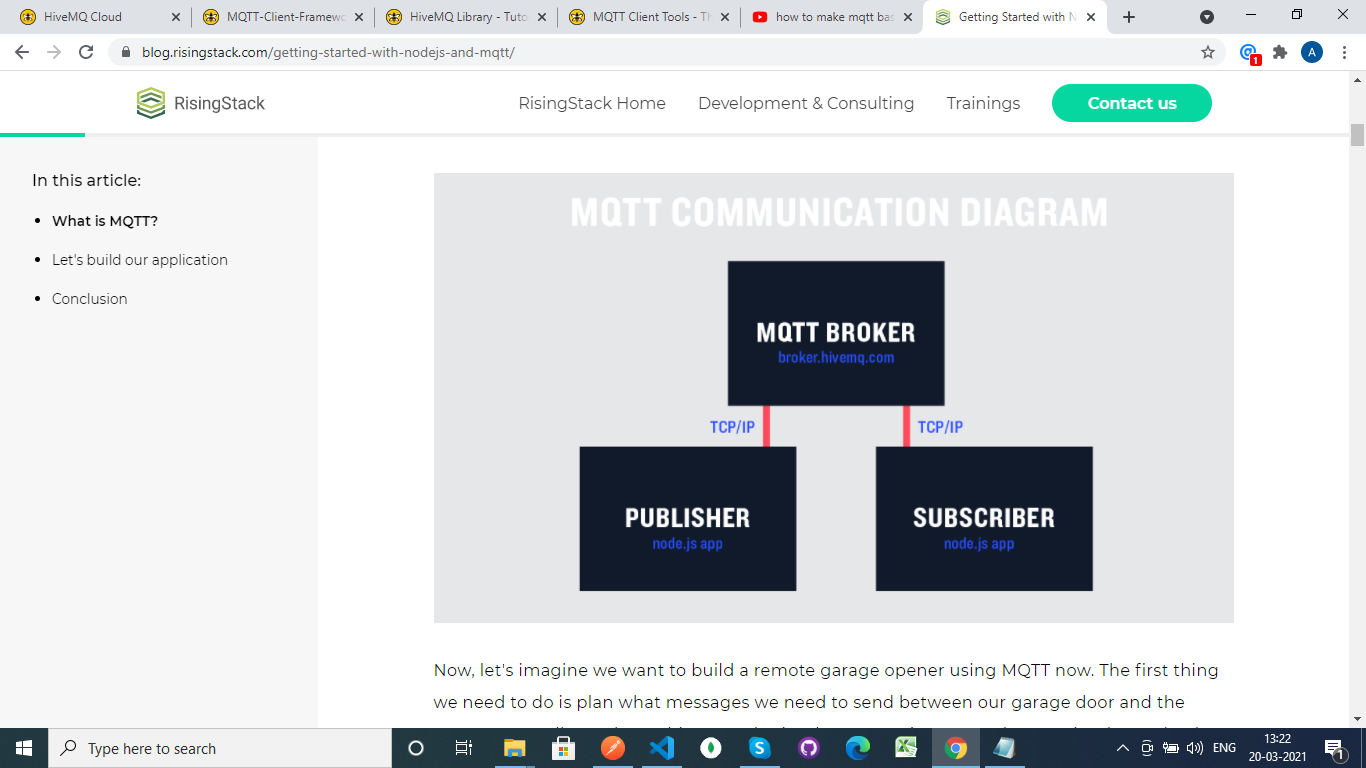 HiveMQ Cloud
MQTT-Client-Framewo
HiveMQ Library - Tuto
MQTT Client Tools - Th
how to make mqtt bas
Getting Started with N
blog.risingstack.com/getting-started-with-nodejs-and-mqtt/
1
A
RisingStack
RisingStack Home
Development & Consulting
Trainings
Contact us
In this article:
What is MQTT?
Let's build our application
Conclusion
MQTT COMMUNICATION DIAGRAM
MQTT BROKER
broker.hivemq.com
TCP/IP
TCP/IP
PUBLISHER
node.js app
SUBSCRIBER
node.js app
Now, let's imagine we want to build a remote garage opener using MQTT now. The first thing
we need to do is plan what messages we need to send between our garage door and the
Type here to search
ENG
13:22
20-03-2021
1